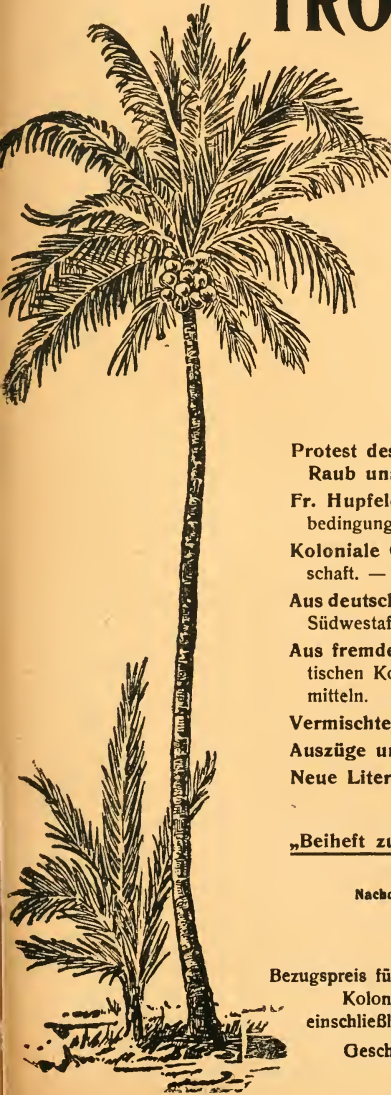 TRO
Protest des
Raub uns
Fr. Hupfel
bedingung
Koloniale
schaft. —
Aus deutsch
Südwestaf
Aus fremde
tischen Ko
mitteln.
Vermischte
Auszüge u
Neue Liter
„Beiheft zu
Nachd
Bezugspreis fü
Kolon
einschließl
Gesch